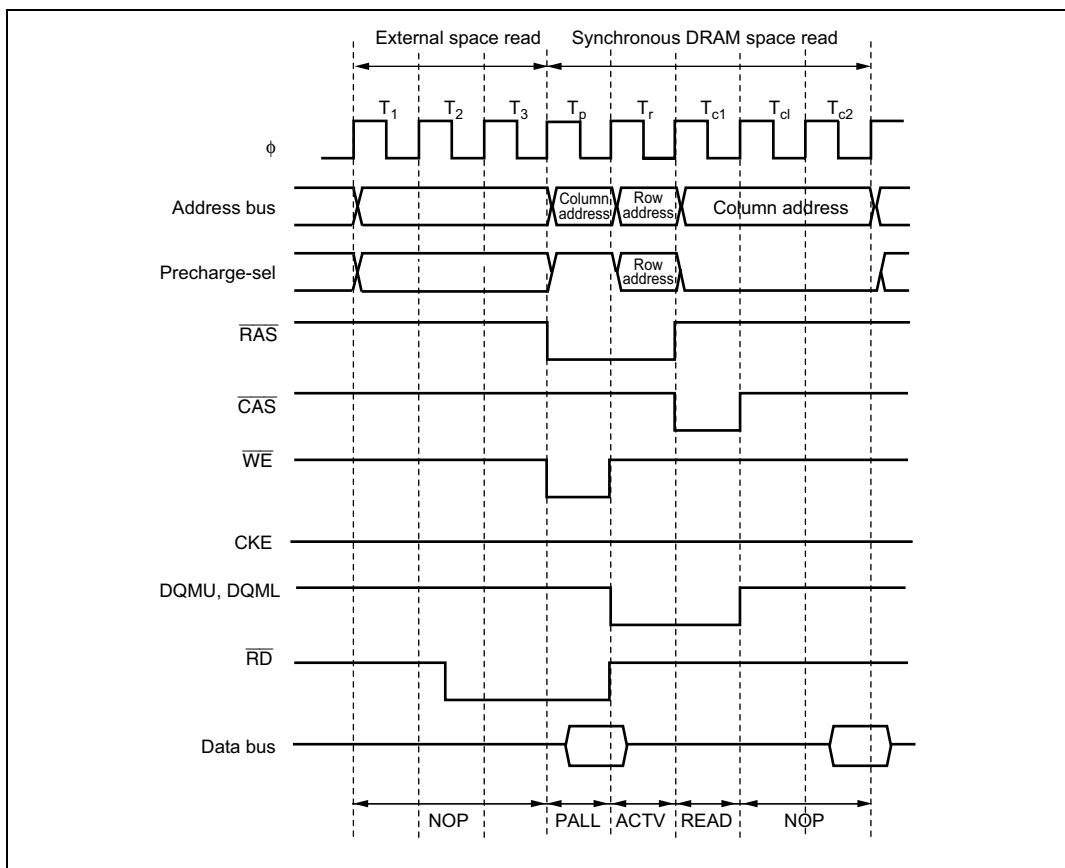 External space read Synchronous DRAM space read
T1 T2 T3 Tp Tr Tc1 Tcl Tc2
ϕ
Address bus Column address Row address Column address
Precharge-sel Row address
RAS
CAS
WE
CKE
DQMU, DQML
RD
Data bus
NOP PALL ACTV READ NOP